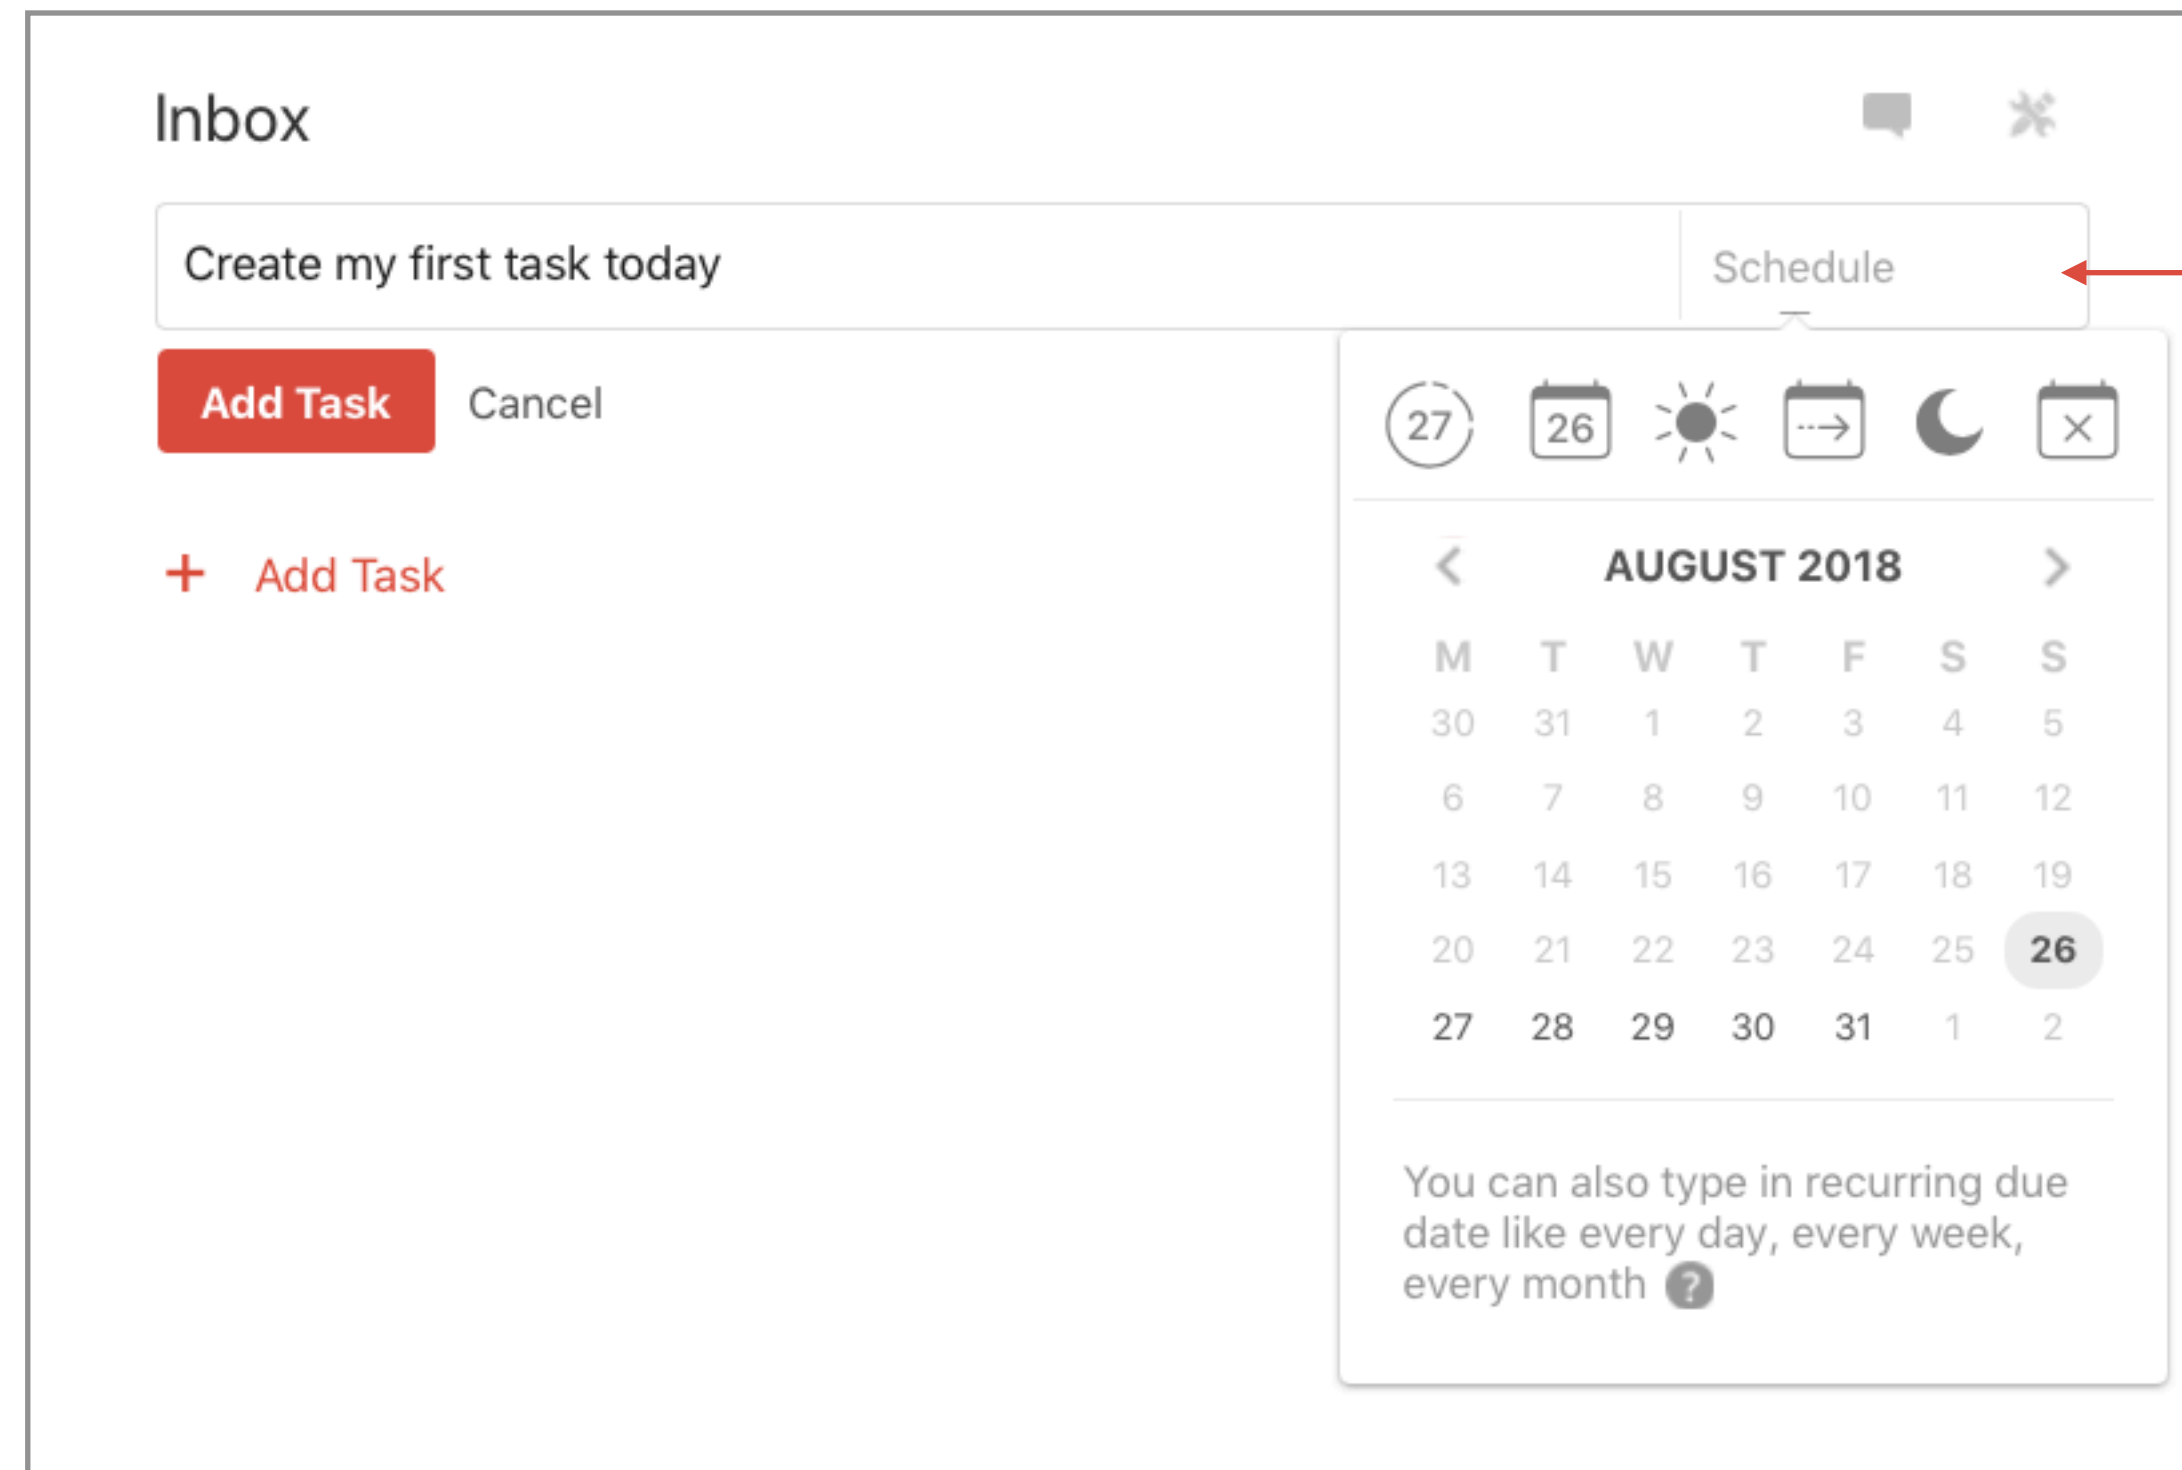 Inbox
Create my first task today
Schedule
Add Task Cancel
27 26
+ Add Task
AUGUST 2018
M T W T F S S
30 31 1 2 3 4 5
6 7 8 9 10 11 12
13 14 15 16 17 18 19
20 21 22 23 24 25 26
27 28 29 30 31 1 2
You can also type in recurring due
date like every day, every week,
every month ?